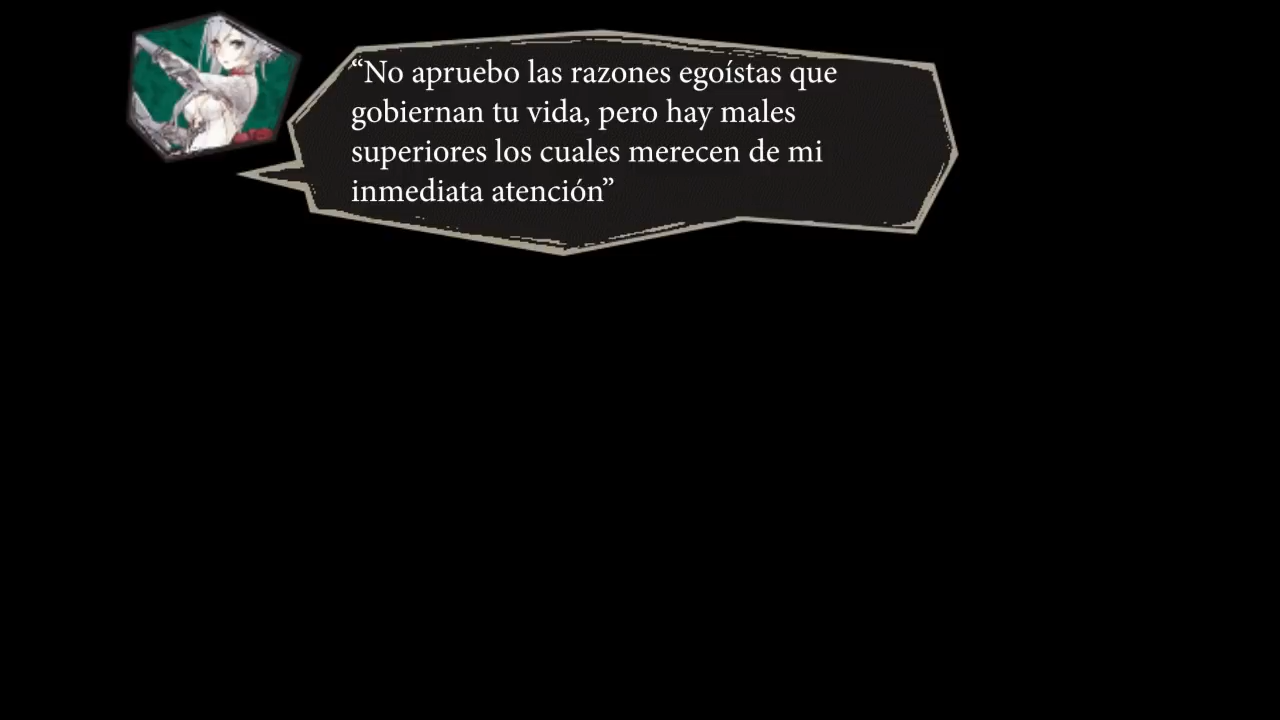 “No apruebo las razones egoístas que
gobiernan tu vida, pero hay males
superiores los cuales merecen de mi
inmediata atención”